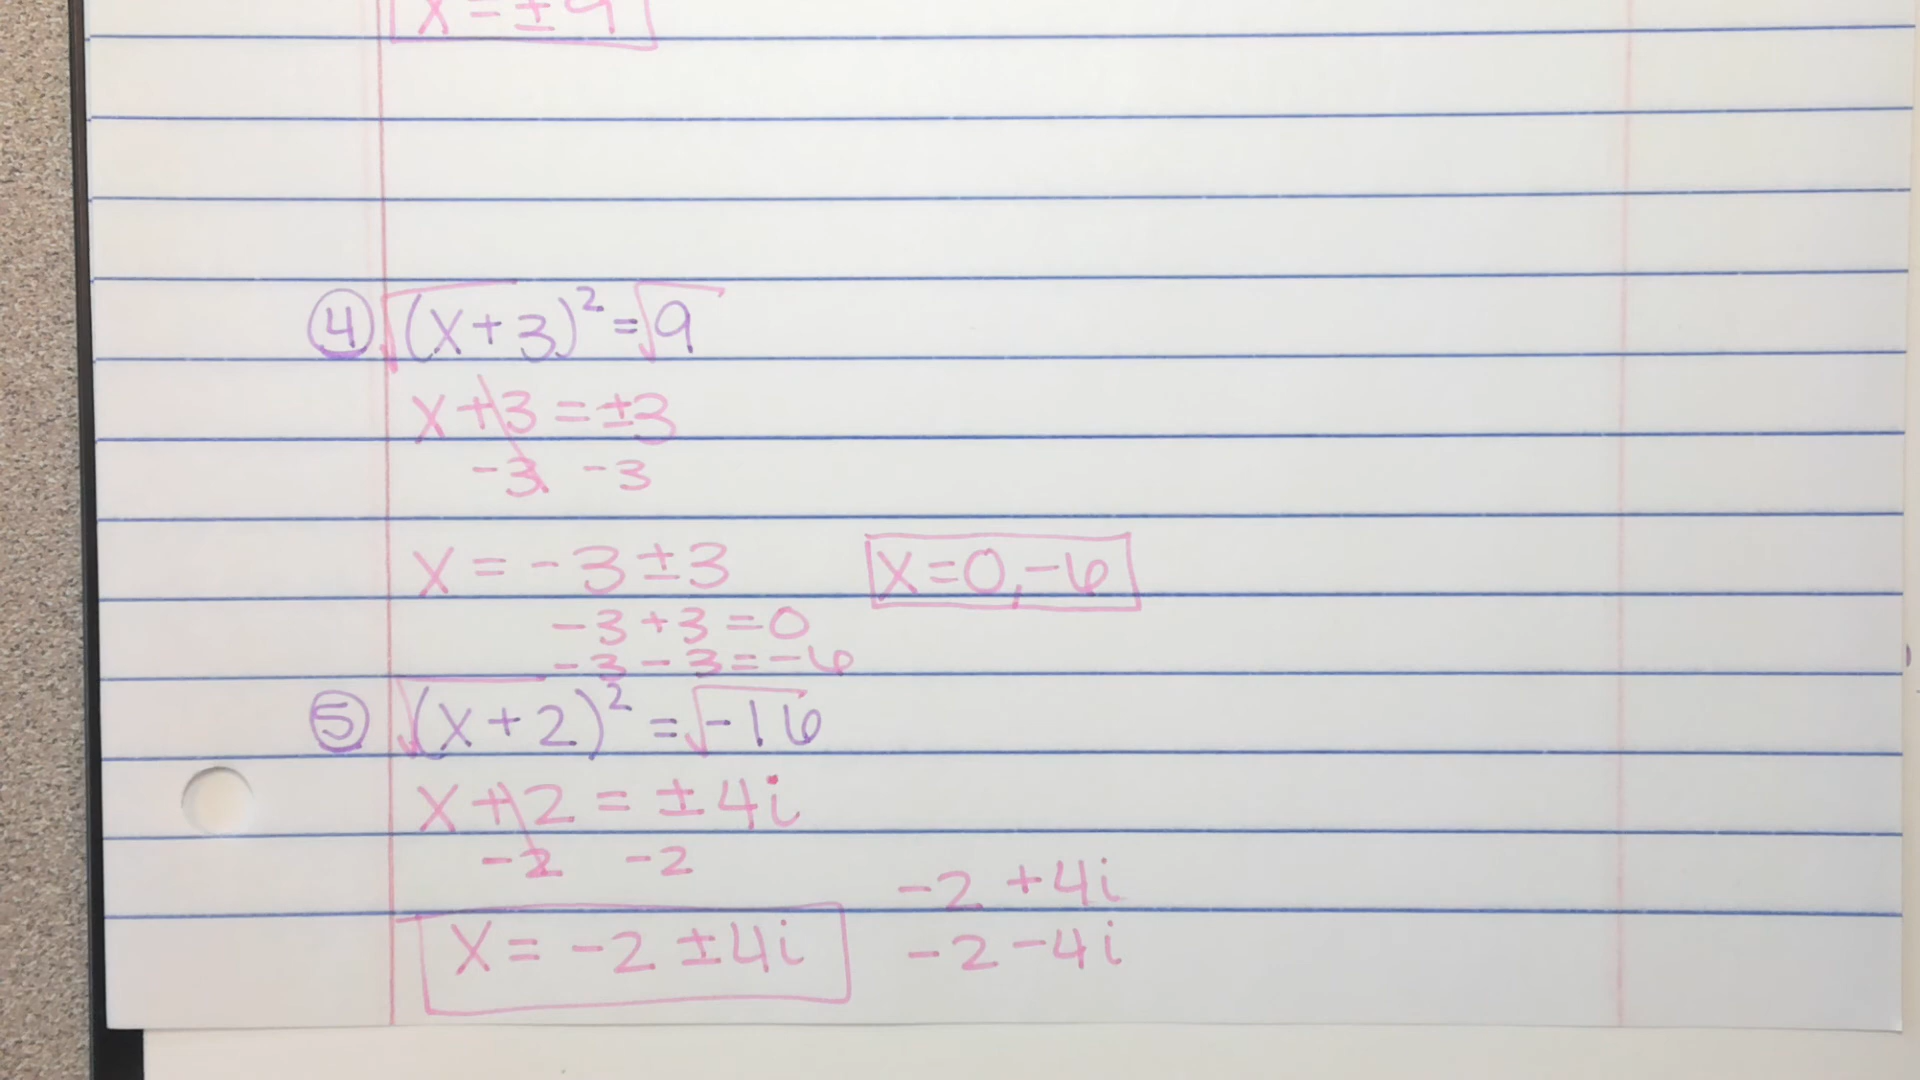 x = ±9
④ √(x+3)² = √9
x+3 = ±3
-3 -3
x = -3±3
x=0,-6
-3+3=0
-3-3=-6
⑤ √(x+2)² = √-16
x+2 = ±4i
-2 -2
x = -2 ±4i
-2 +4i
-2 -4i